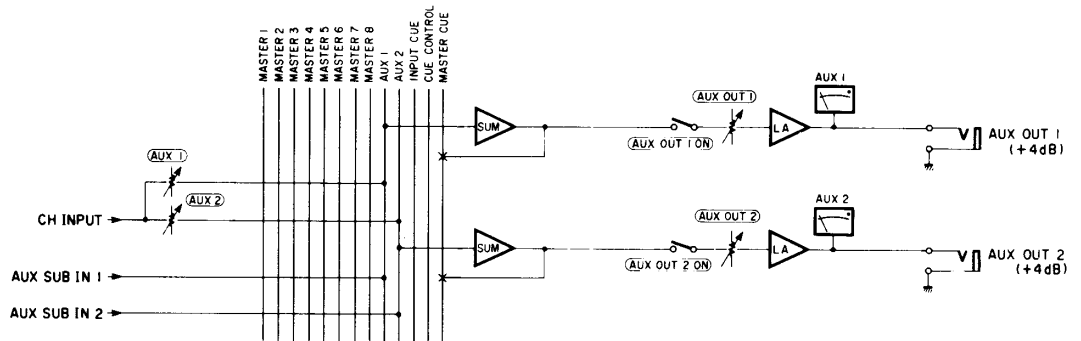 MASTER 1
MASTER 2
MASTER 3
MASTER 4
MASTER 5
MASTER 6
MASTER 7
MASTER 8
AUX 1
AUX 2
INPUT CUE
CUE CONTROL
MASTER CUE
AUX 1
AUX OUT 1
SUM
LA
AUX OUT 1 ON
AUX OUT 1
(+4dB)
AUX 1
AUX 2
CH INPUT
AUX 2
AUX OUT 2
SUM
LA
AUX OUT 2 ON
AUX OUT 2
(+4dB)
AUX SUB IN 1
AUX SUB IN 2